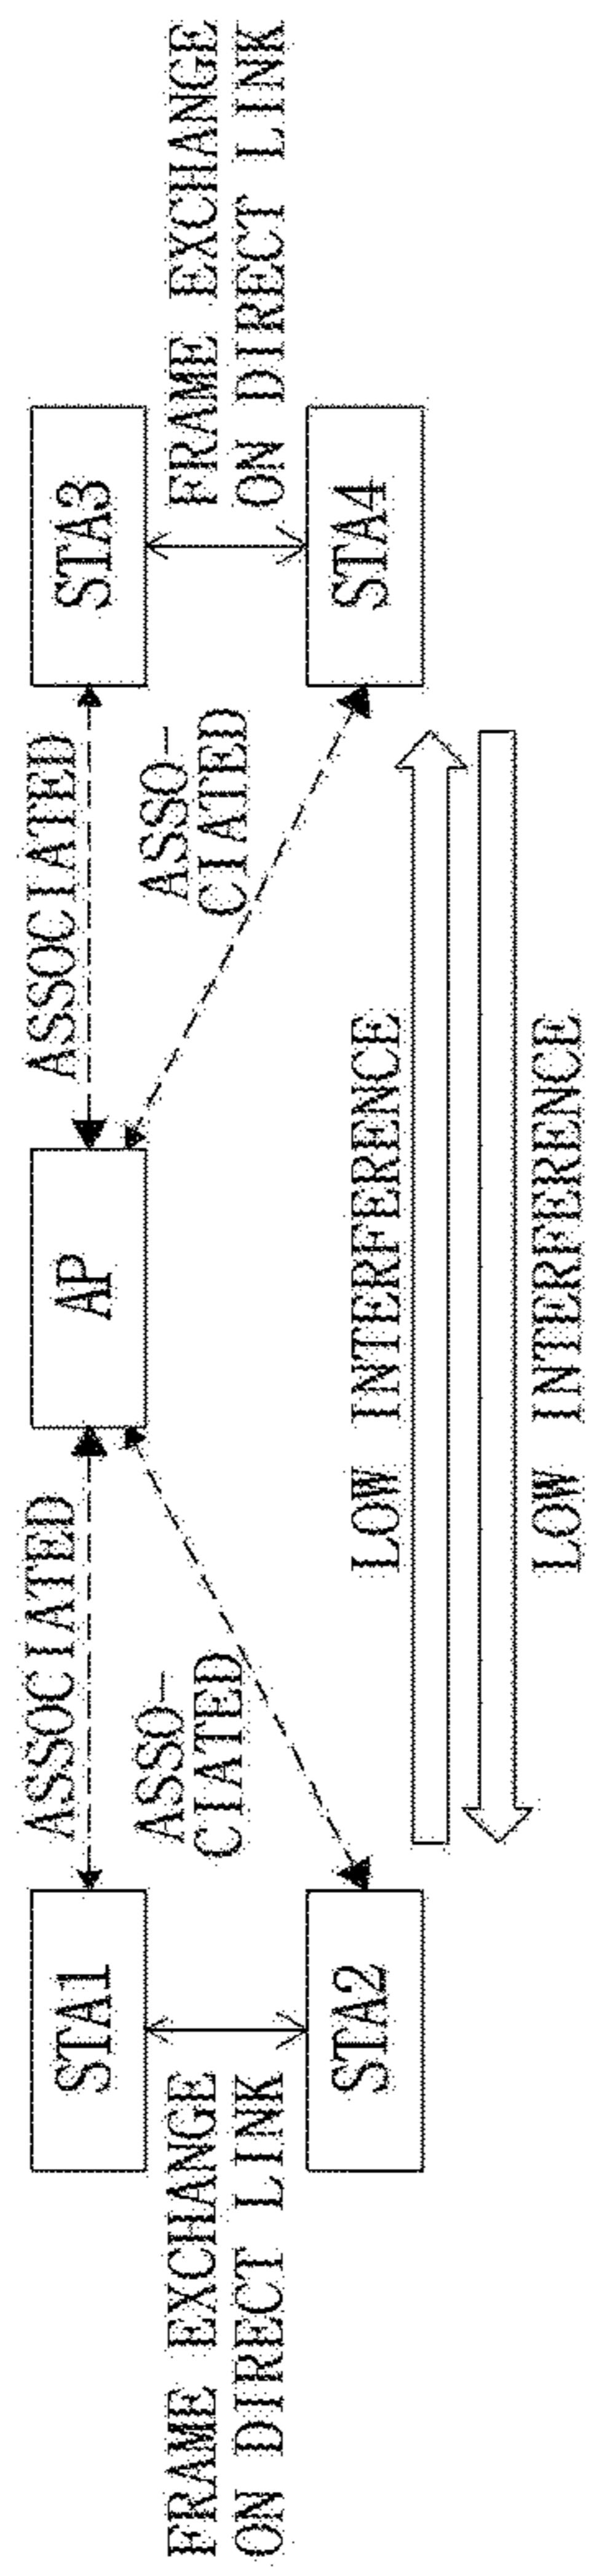 ASSOCIATED
ASSOCIATED
STA1
AP
STA3
ASSO-
CIATED
ASSO-
CIATED
FRAME EXCHANGE
ON DIRECT LINK
FRAME EXCHANGE
ON DIRECT LINK
STA2
STA4
LOW INTERFERENCE
LOW INTERFERENCE